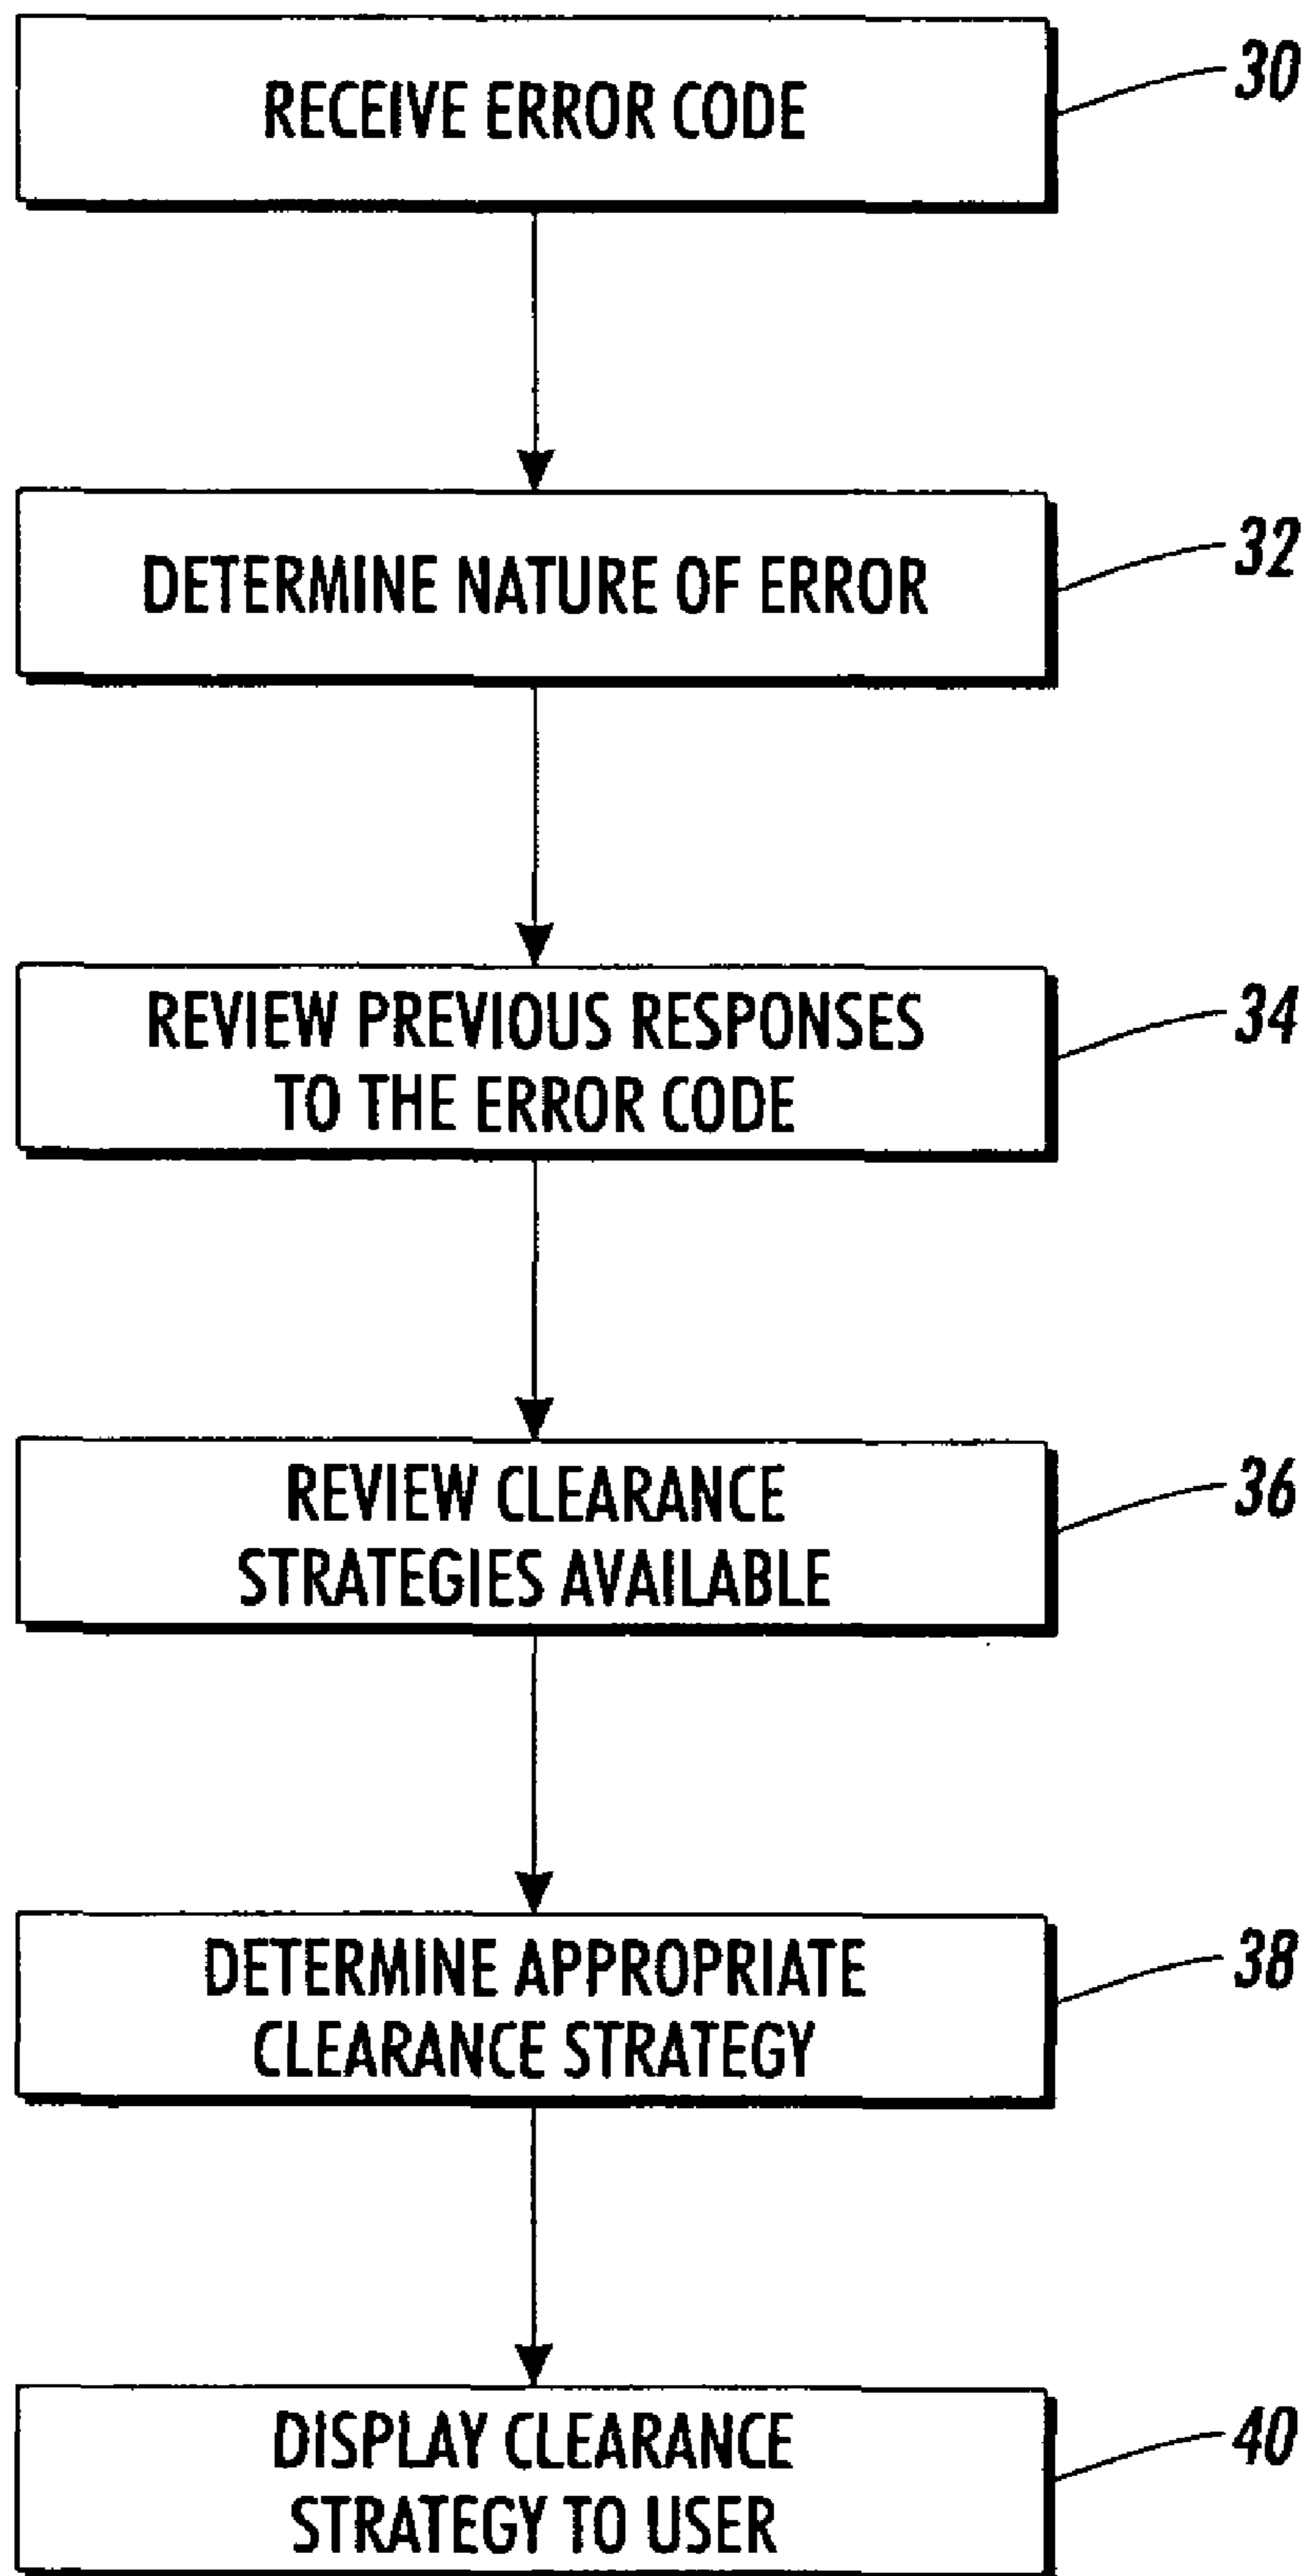 RECEIVE ERROR CODE
30
DETERMINE NATURE OF ERROR
32
REVIEW PREVIOUS RESPONSES
TO THE ERROR CODE
34
REVIEW CLEARANCE
STRATEGIES AVAILABLE
36
DETERMINE APPROPRIATE
CLEARANCE STRATEGY
38
DISPLAY CLEARANCE
STRATEGY TO USER
40